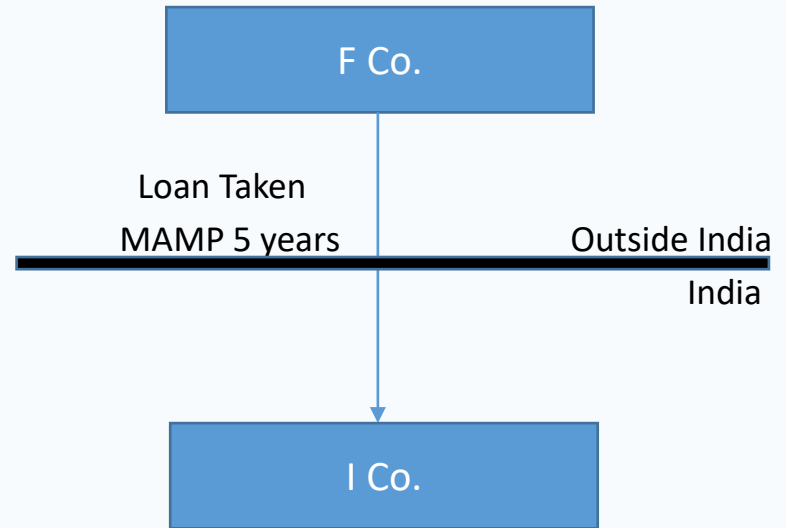 F Co.
Loan Taken
MAMP 5 years
Outside India
India
I Co.